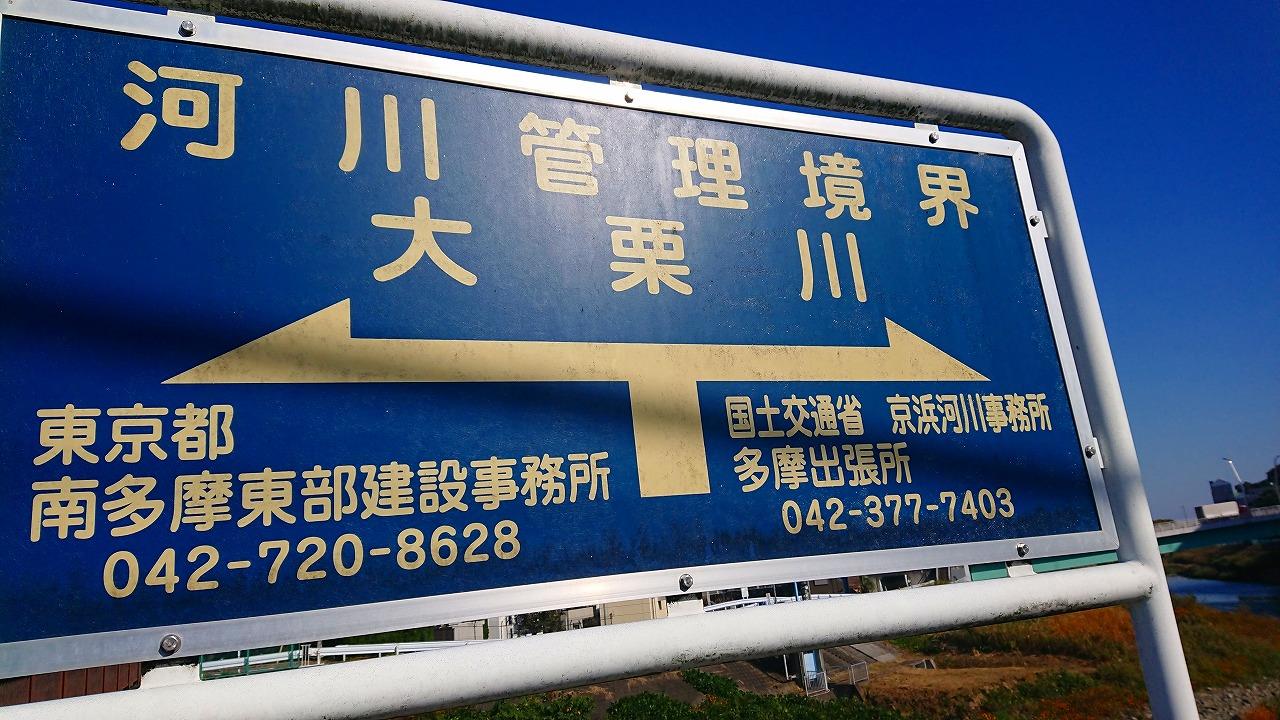 河川管理境界
大栗川
東京都
南多摩東部建設事務所
042-720-8628
国土交通省 京浜河川事務所
多摩出張所
042-377-7403